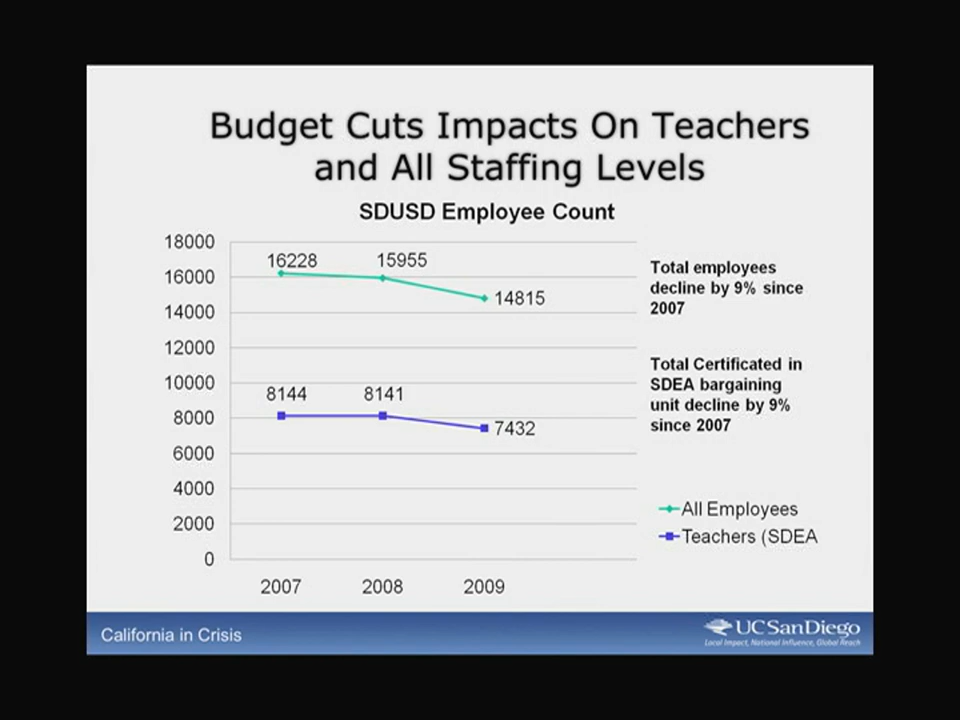 Budget Cuts Impacts On Teachers
and All Staffing Levels
SDUSD Employee Count
18000
16000
14000
12000
10000
8000
6000
4000
2000
0
16228
15955
14815
8144
8141
7432
2007
2008
2009
Total employees
decline by 9% since
2007
Total Certificated in
SDEA bargaining
unit decline by 9%
since 2007
All Employees
Teachers (SDEA
California in Crisis
UC San Diego
Local Impact, National Influence, Global Reach